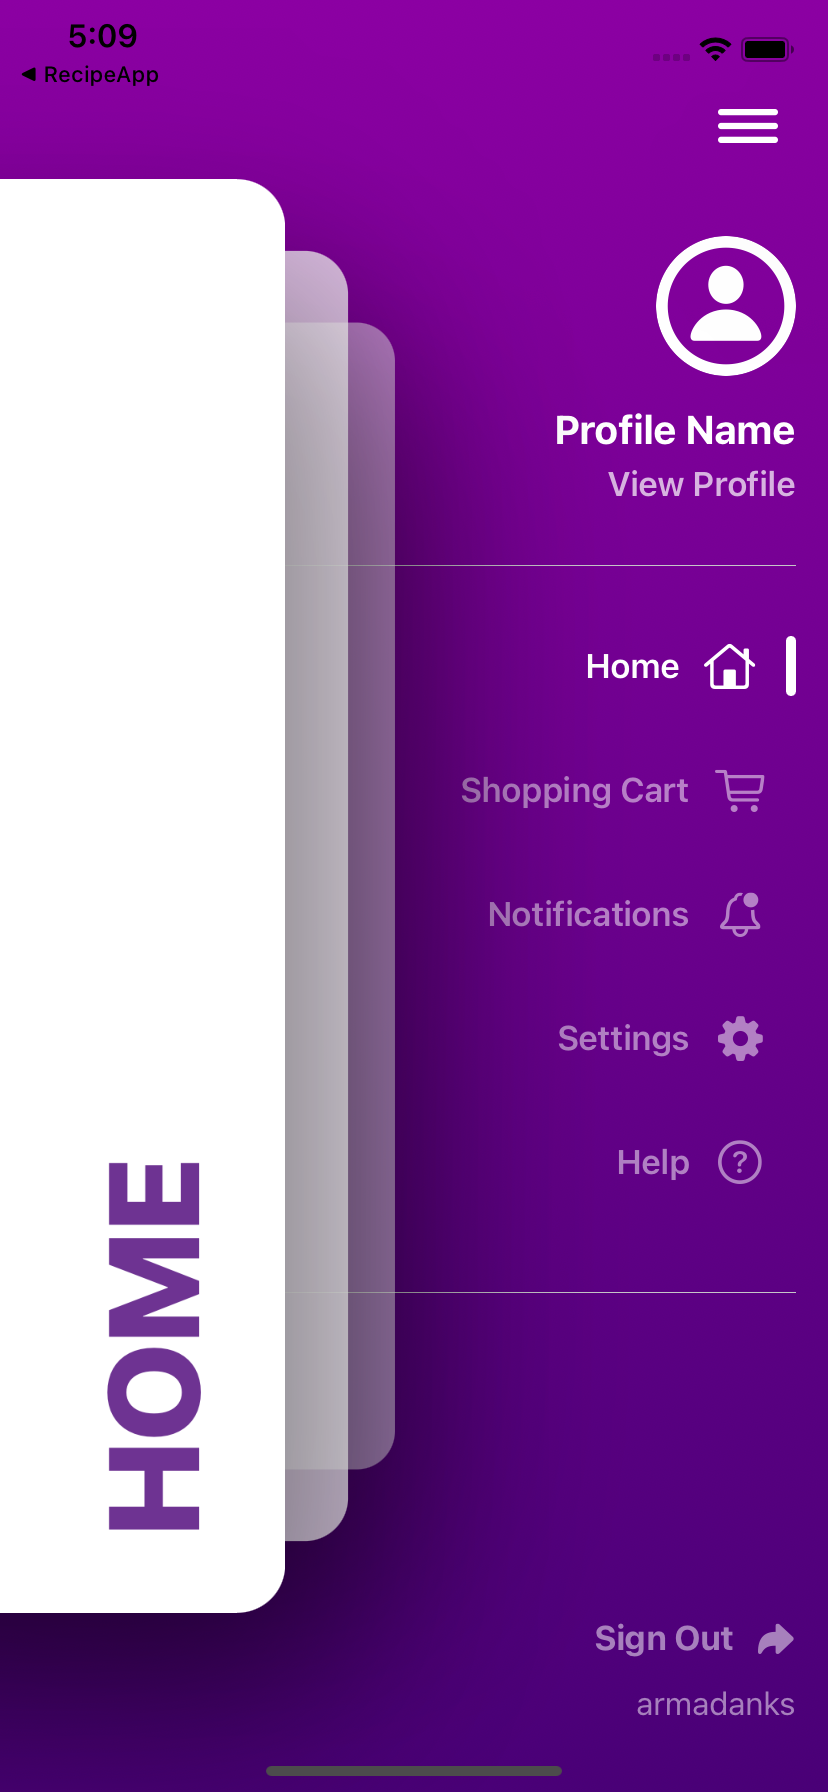 5:09
◀ RecipeApp
Profile Name
View Profile
Home
Shopping Cart
Notifications
Settings
Help
?
HOME
Sign Out
armadanks